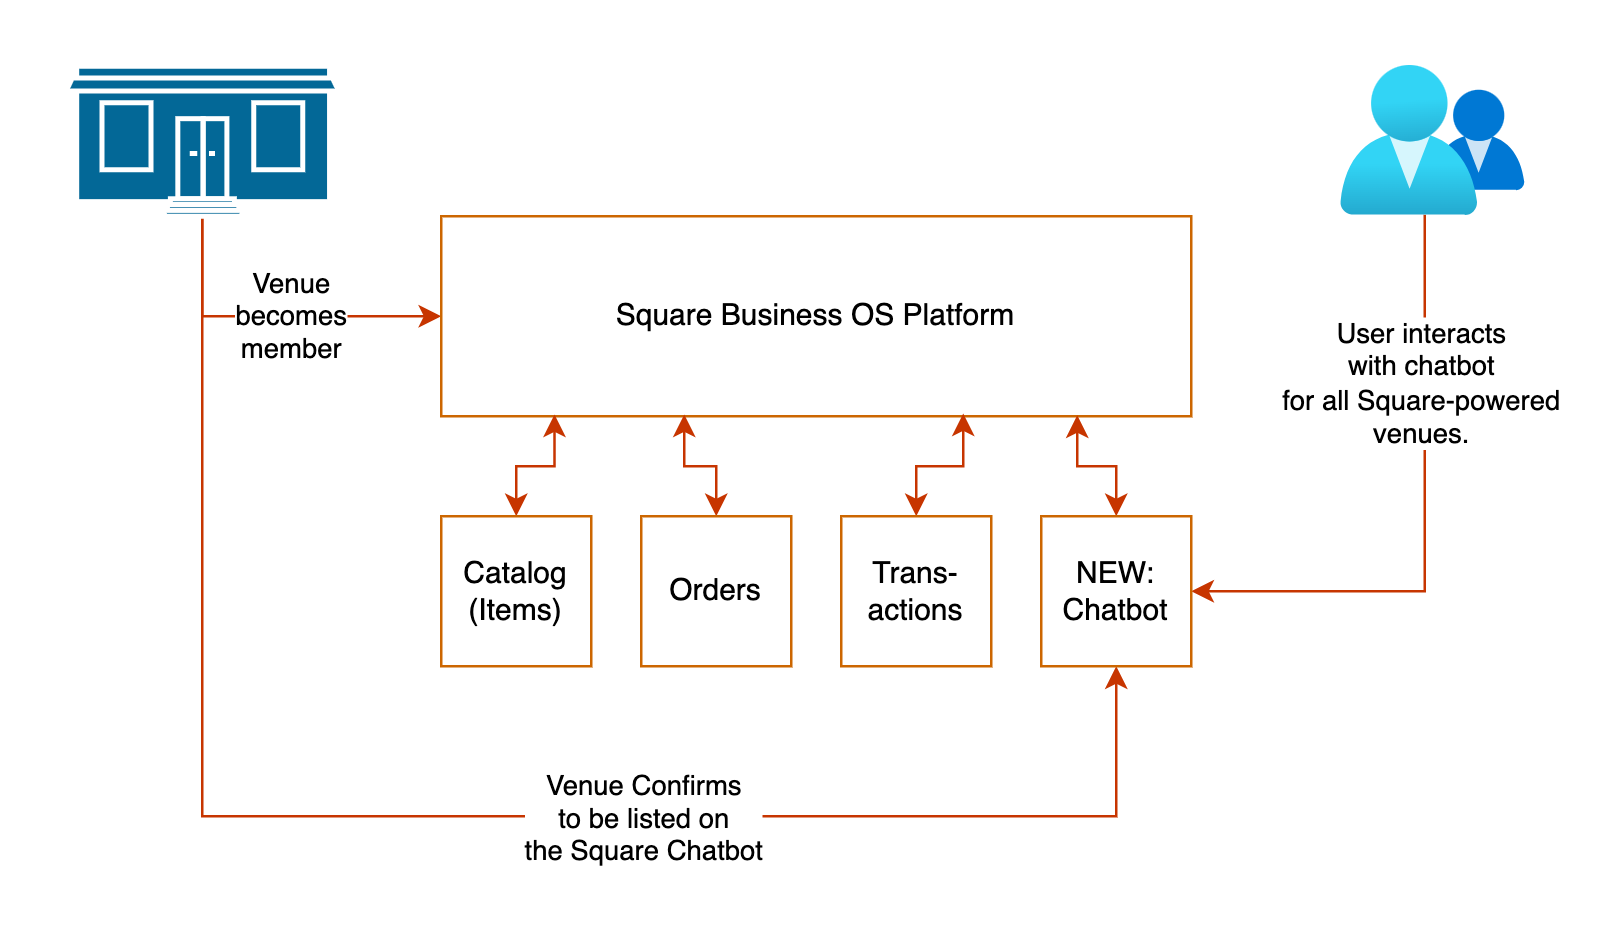 Venue
becomes
member
Square Business OS Platform
User interacts
with chatbot
for all Square-powered
venues.
Catalog
(Items)
Orders
Trans-
actions
NEW:
Chatbot
Venue Confirms
to be listed on
the Square Chatbot